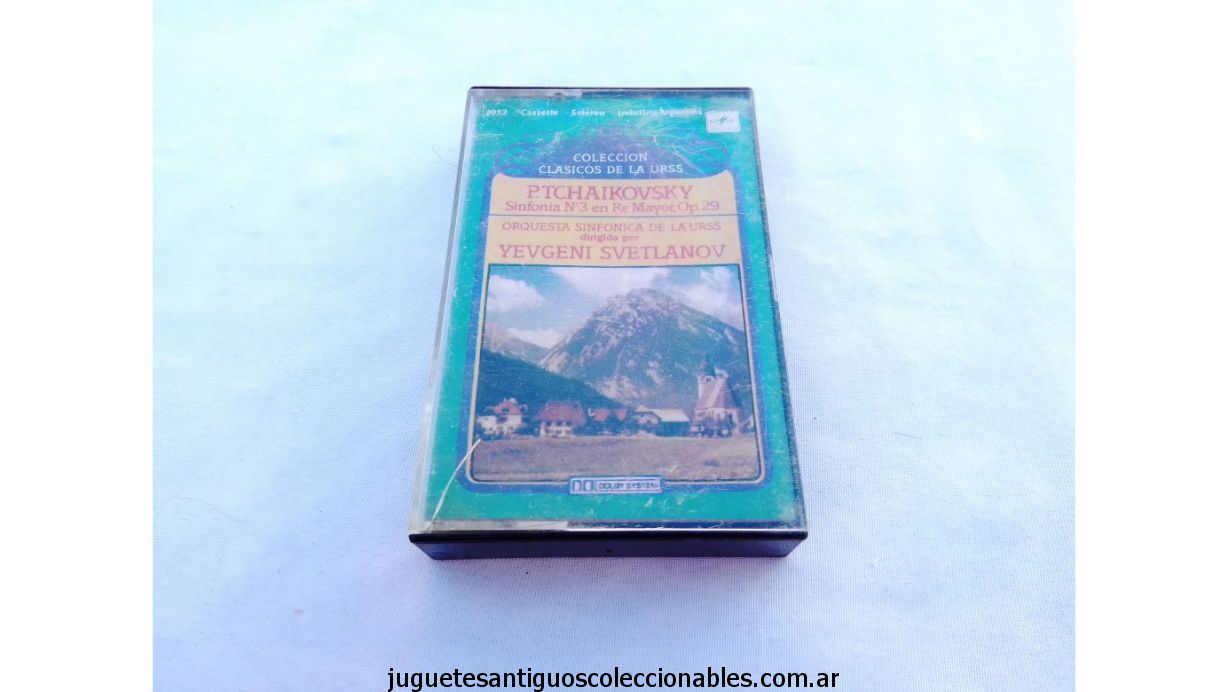 2012 Cassette Estéreo Industria Argentina
COLECCION
CLASICOS DE LA URSS
P. TCHAIKOVSKY
Sinfonia Nº3 en Re Mayor, Op. 29
ORQUESTA SINFONICA DE LA URSS
dirigida por
YEVGENI SVETLANOV
DOLBY SYSTEM
juguetesantiguoscoleccionables.com.ar